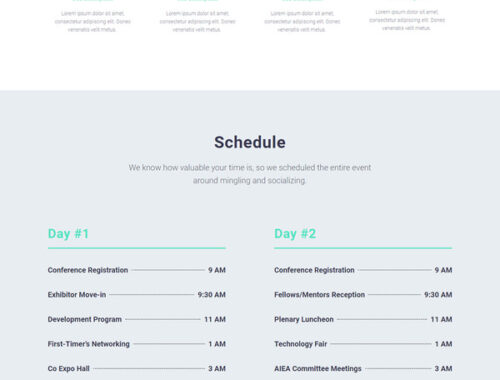 Lorem ipsum dolor sit amet,
consectetur adipiscing elit. Donec
venenatis velit metus.
Lorem ipsum dolor sit amet,
consectetur adipiscing elit. Donec
venenatis velit metus.
Lorem ipsum dolor sit amet,
consectetur adipiscing elit. Donec
venenatis velit metus.
Lorem ipsum dolor sit amet,
consectetur adipiscing elit. Donec
venenatis velit metus.
Schedule
We know how valuable your time is, so we scheduled the entire event
around mingling and socializing.
Day #1
Conference Registration 9 AM
Exhibitor Move-in 9:30 AM
Development Program 11 AM
First-Timer's Networking 1 AM
Co Expo Hall 3 AM
Day #2
Conference Registration 9 AM
Fellows/Mentors Reception 9:30 AM
Plenary Luncheon 11 AM
Technology Fair 1 AM
AIEA Committee Meetings 3 AM